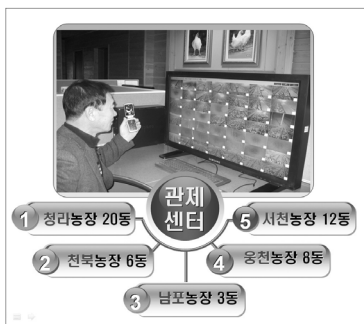 관제
센터
1 청라농장 20동
2 천북농장 6동
3 남포농장 3동
4 웅천농장 8동
5 서천농장 12동